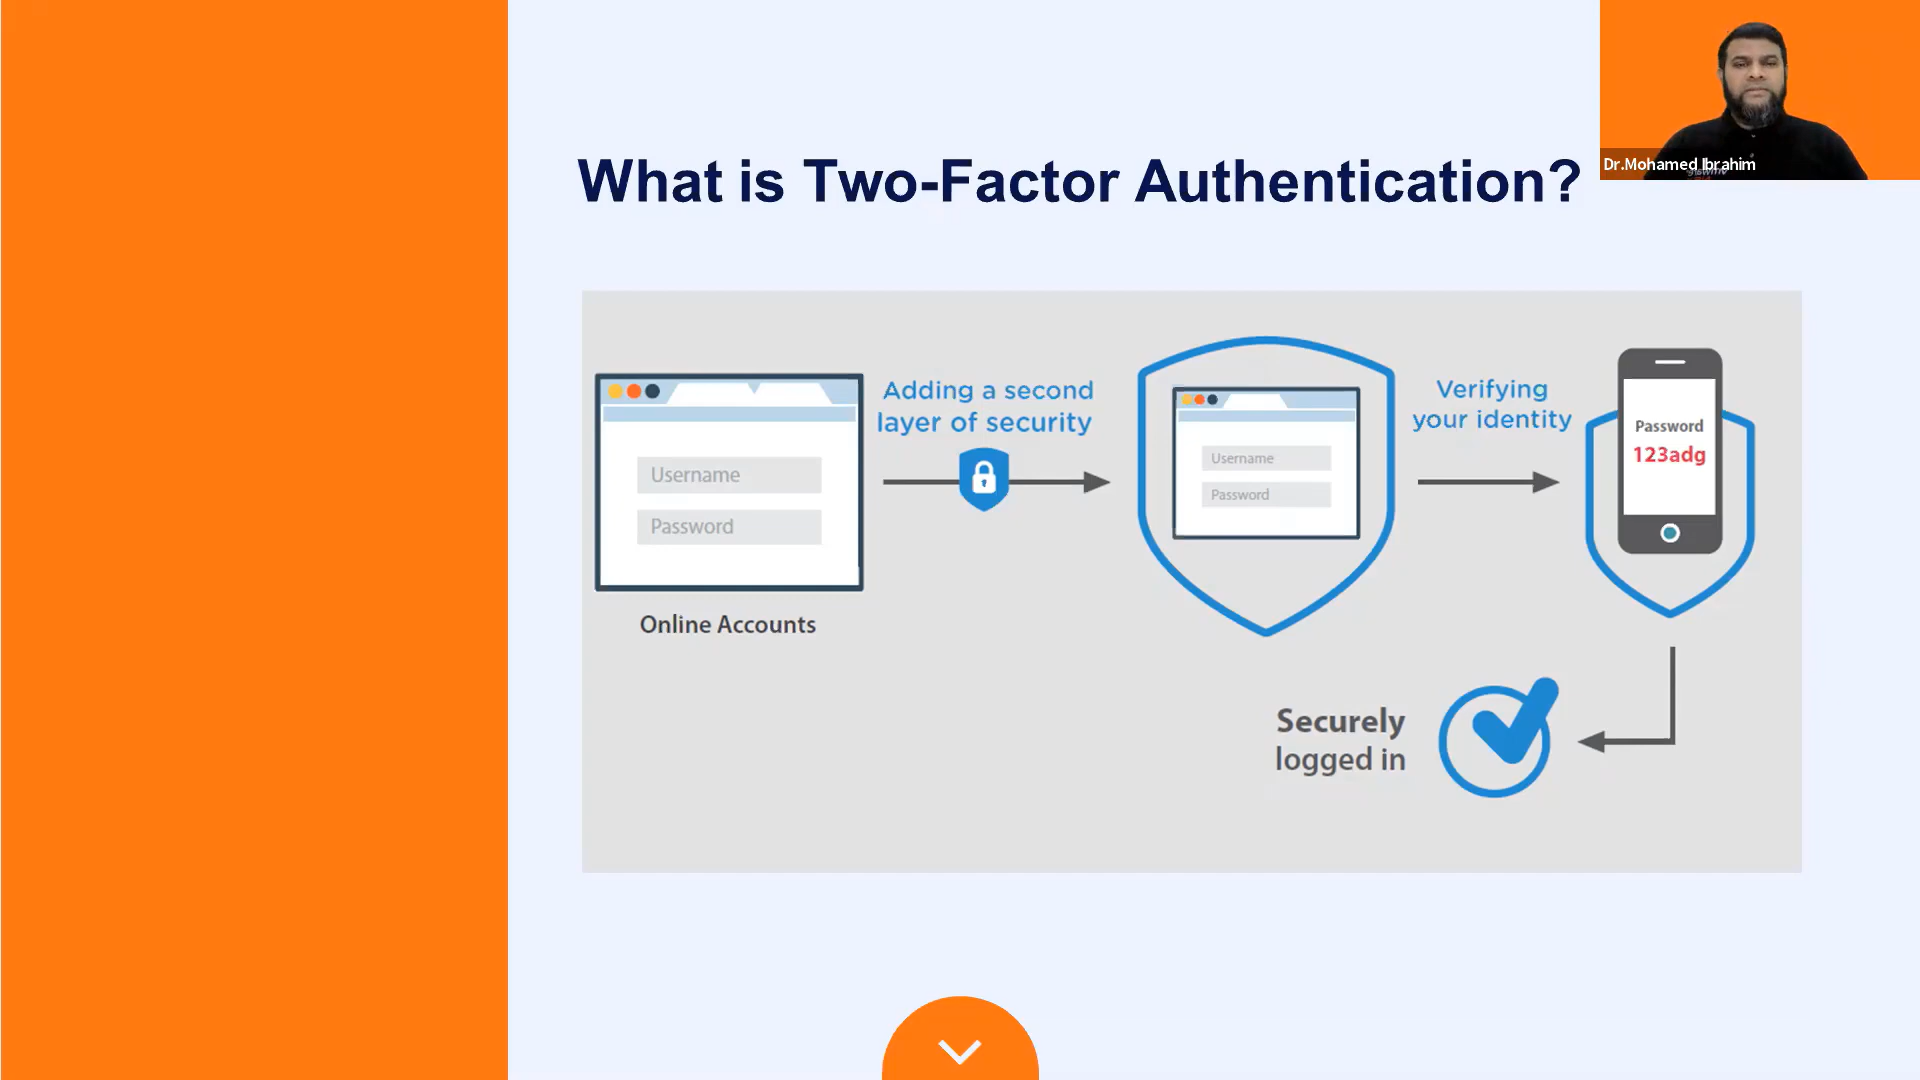 What is Two-Factor Authentication?
Dr.Mohamed Ibrahim
Username
Password
Online Accounts
Adding a second
layer of security
Username
Password
Verifying
your identity
Password
123adg
Securely
logged in